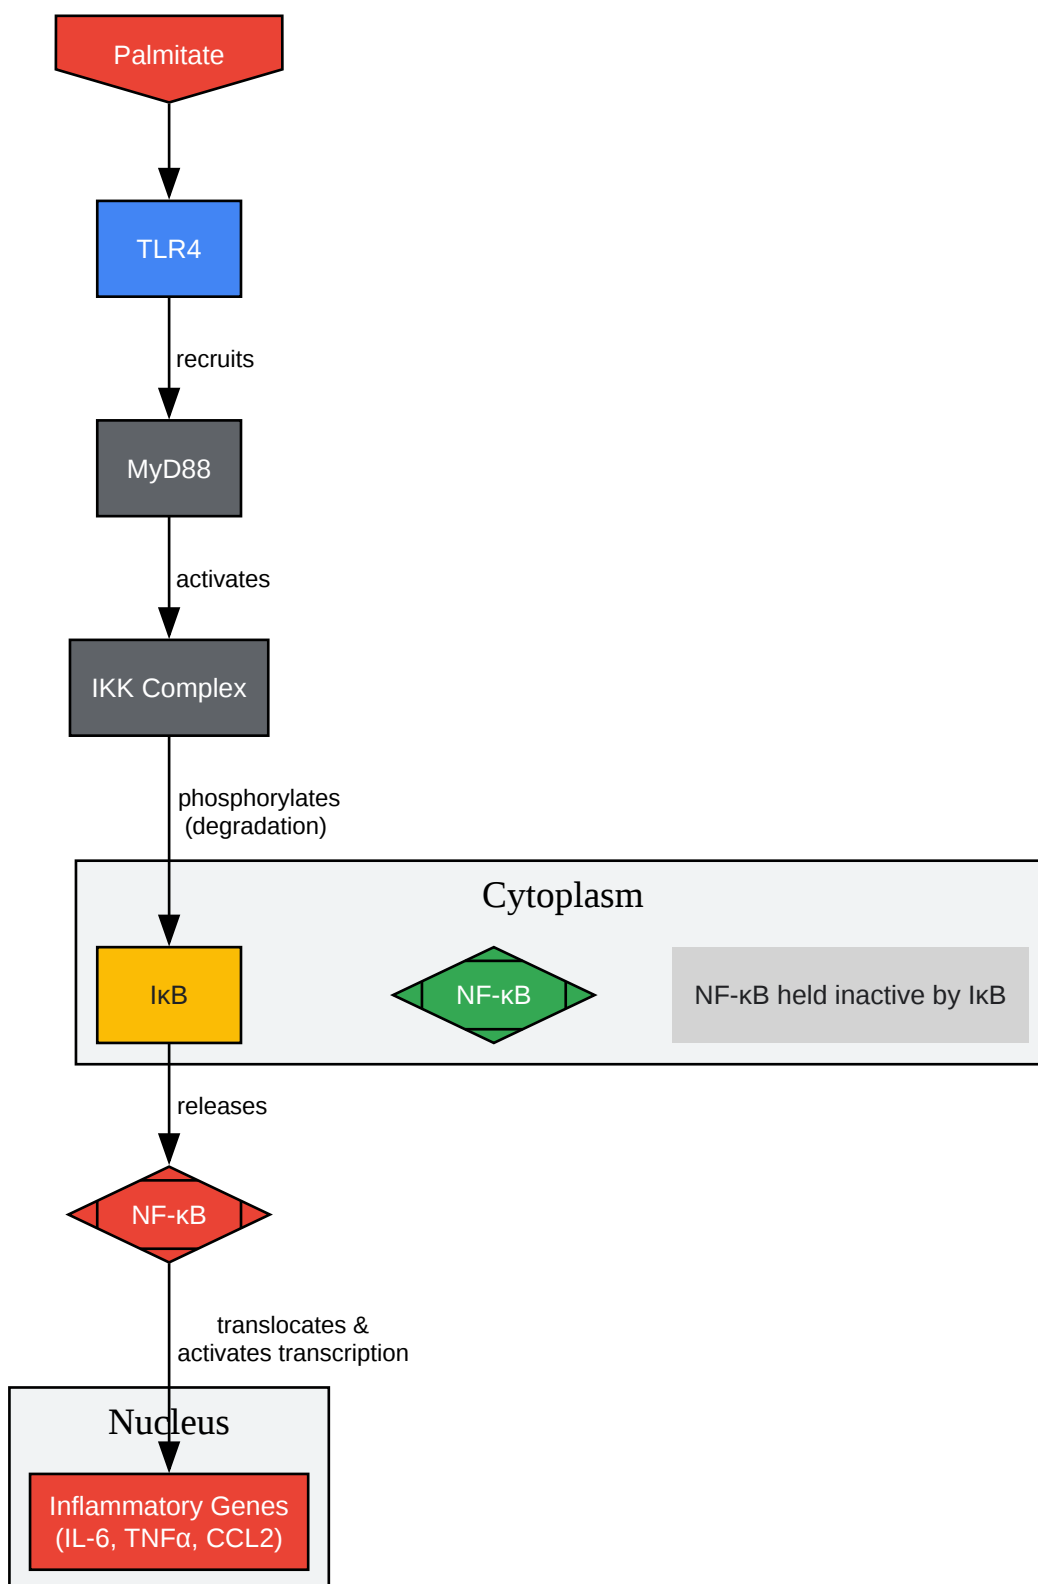 Palmitate
TLR4
recruits
MyD88
activates
IKK Complex
phosphorylates
(degradation)
Cytoplasm
IκB
NF-κB
NF-κB held inactive by IκB
releases
NF-κB
translocates &
activates transcription
Nucleus
Inflammatory Genes
(IL-6, TNFα, CCL2)